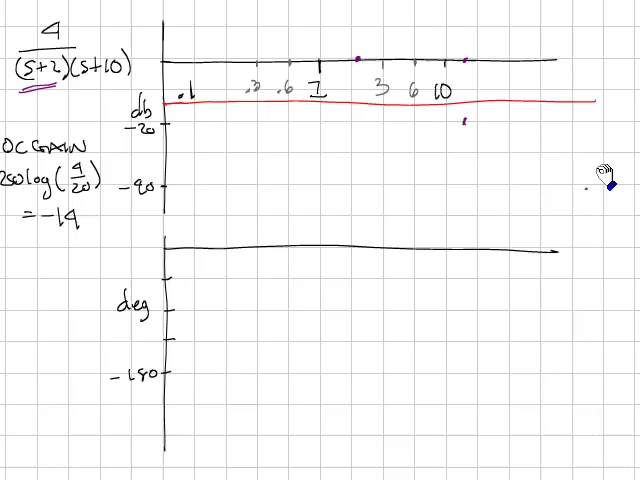 4
(s+2)(s+10)
.1 .3 .6 1 3 6 10
db
-20
DC GAIN
20log(4/20)
-40
= -14
deg
-180